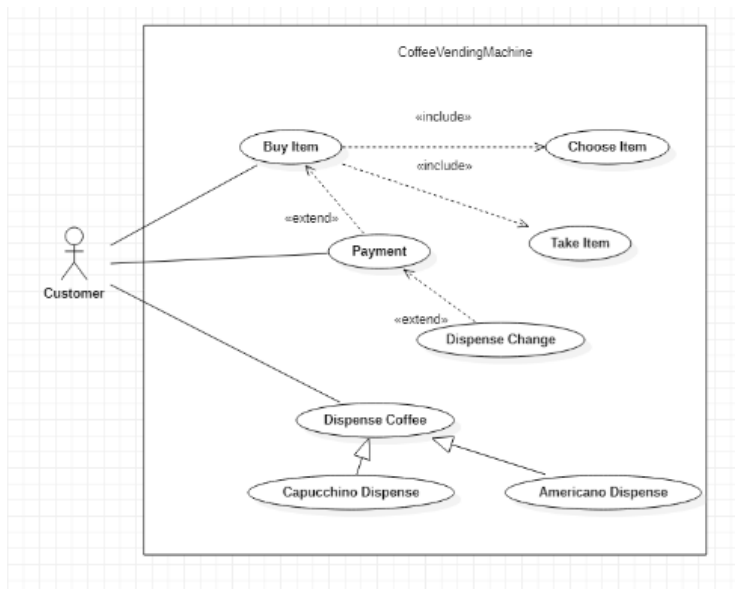 CoffeeVendingMachine
«include»
Buy Item
Choose Item
«include»
«extend»
Take Item
Payment
Customer
«extend»
Dispense Change
Dispense Coffee
Capucchino Dispense
Americano Dispense